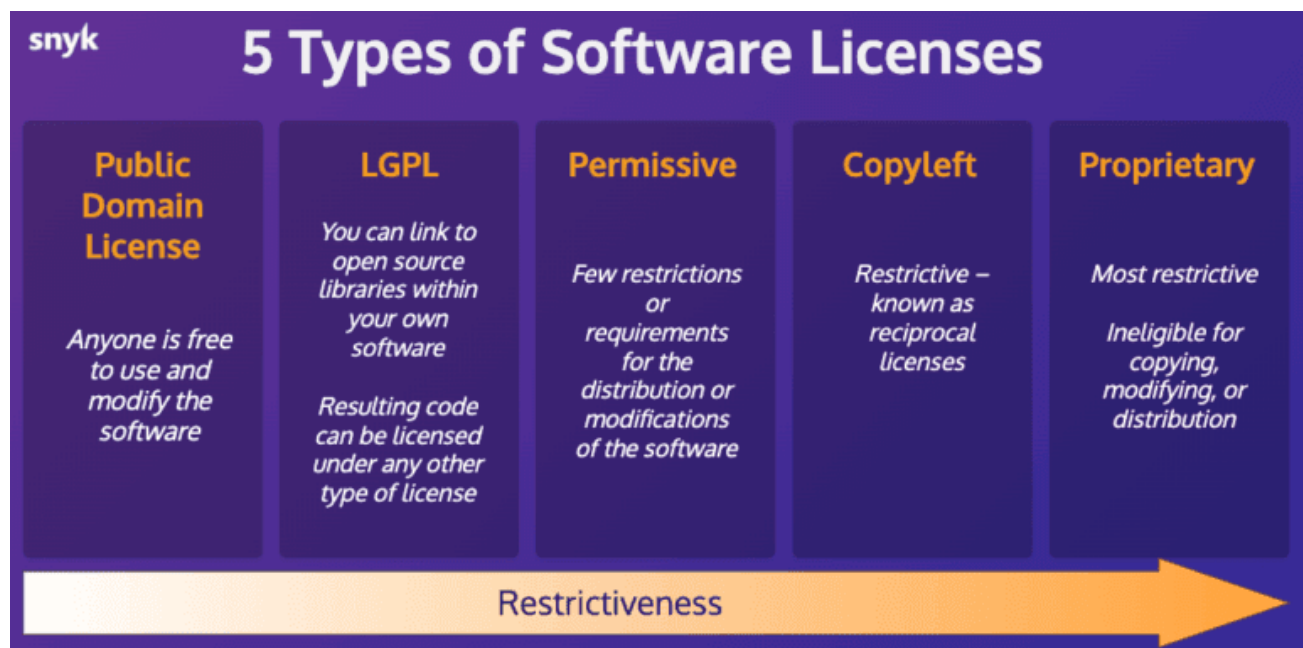 snyk
5 Types of Software Licenses
Public
Domain
License
Anyone is free
to use and
modify the
software
LGPL
You can link to
open source
libraries within
your own
software
Resulting code
can be licensed
under any other
type of license
Permissive
Few restrictions
or
requirements
for the
distribution or
modifications
of the software
Copyleft
Restrictive –
known as
reciprocal
licenses
Proprietary
Most restrictive
Ineligible for
copying,
modifying, or
distribution
Restrictiveness